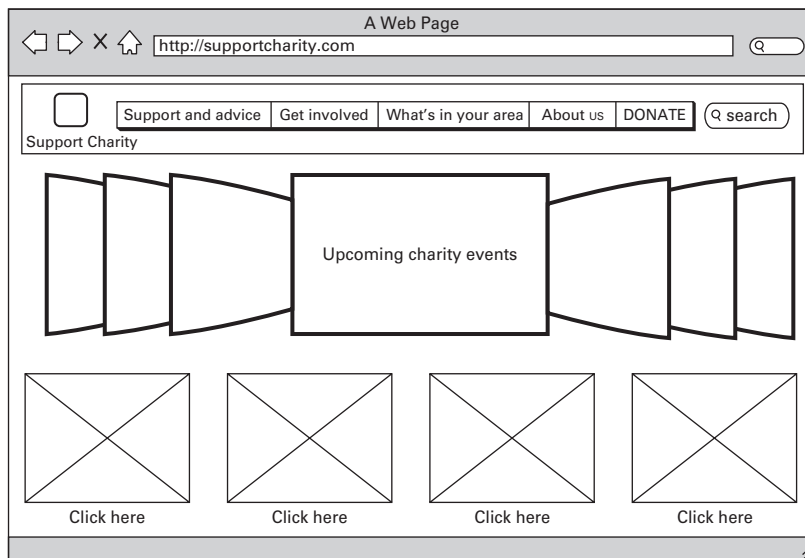 A Web Page
http://supportcharity.com
Support and advice Get involved What's in your area About us DONATE search
Support Charity
Upcoming charity events
Click here Click here Click here Click here